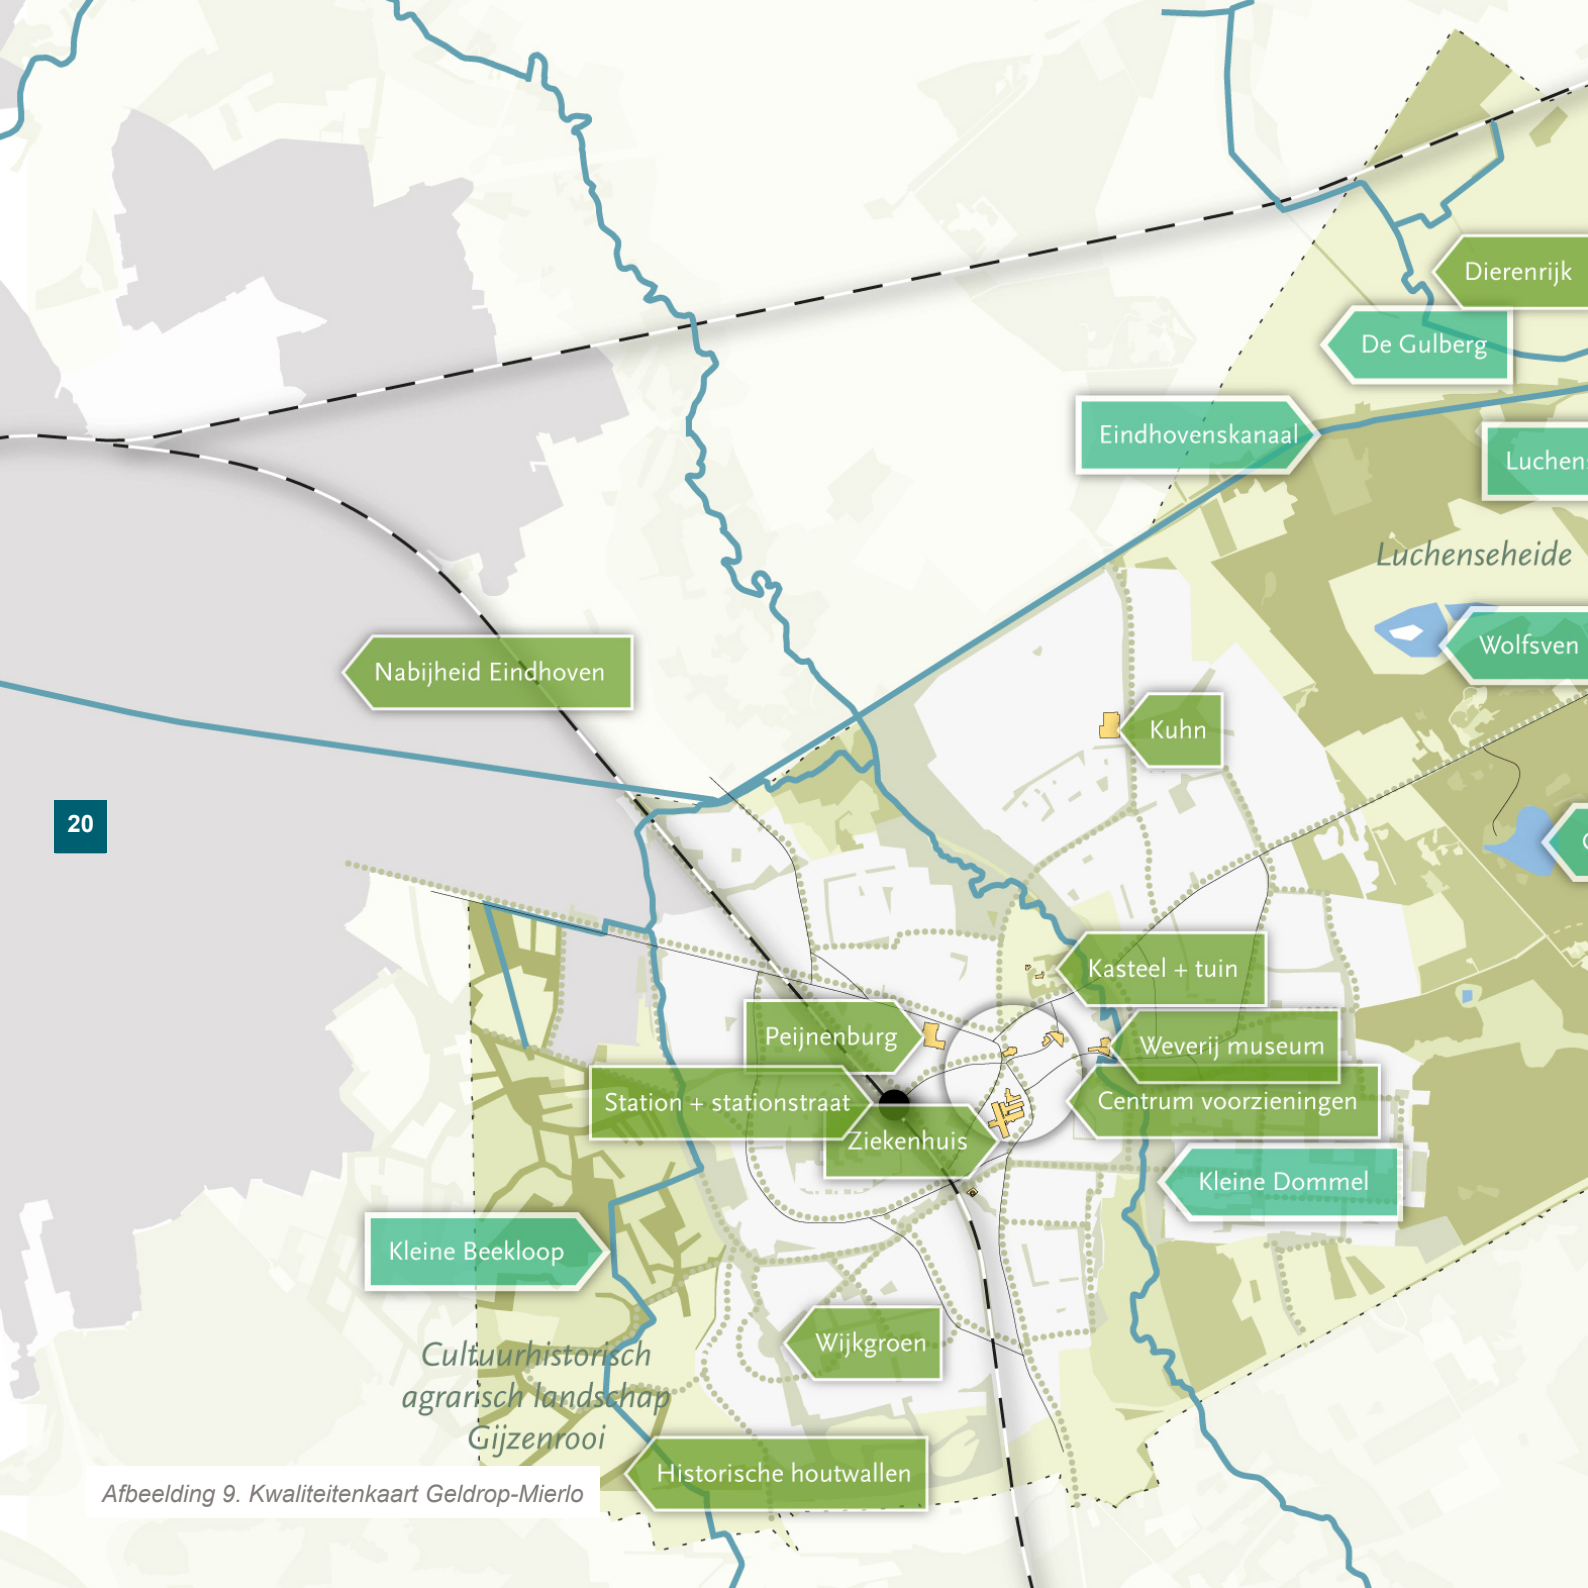 Dierenrijk
De Gulberg
Eindhovenskanaal
Luchens
Luchenseheide
Wolfsven
Nabijheid Eindhoven
Kuhn
20
Kasteel + tuin
Peijnenburg
Weverij museum
Station + stationstraat
Centrum voorzieningen
Ziekenhuis
Kleine Dommel
Kleine Beekloop
Wijkgroen
Cultuurhistorisch
agrarisch landschap
Gijzenrooi
Historische houtwallen
Afbeelding 9. Kwaliteitenkaart Geldrop-Mierlo